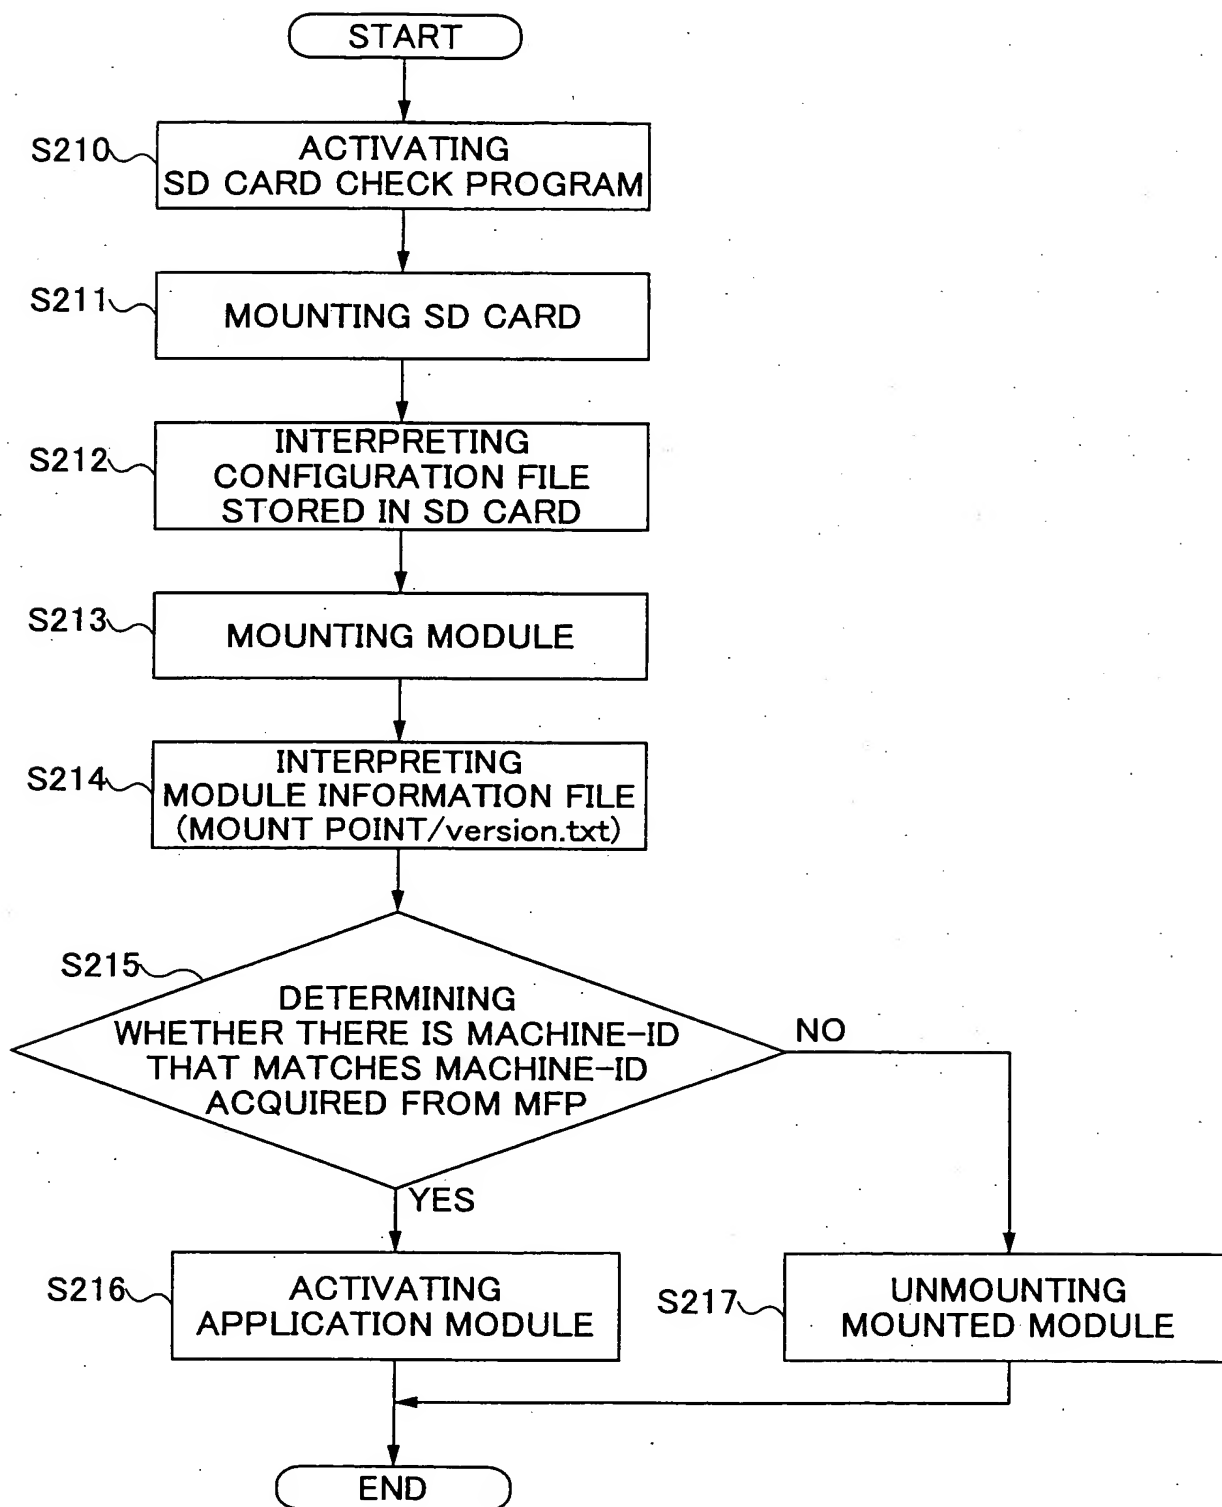 START
S210
ACTIVATING
SD CARD CHECK PROGRAM
S211
MOUNTING SD CARD
S212
INTERPRETING
CONFIGURATION FILE
STORED IN SD CARD
S213
MOUNTING MODULE
S214
INTERPRETING
MODULE INFORMATION FILE
(MOUNT POINT/version.txt)
S215
DETERMINING
WHETHER THERE IS MACHINE-ID
THAT MATCHES MACHINE-ID
ACQUIRED FROM MFP
NO
YES
S216
ACTIVATING
APPLICATION MODULE
S217
UNMOUNTING
MOUNTED MODULE
END